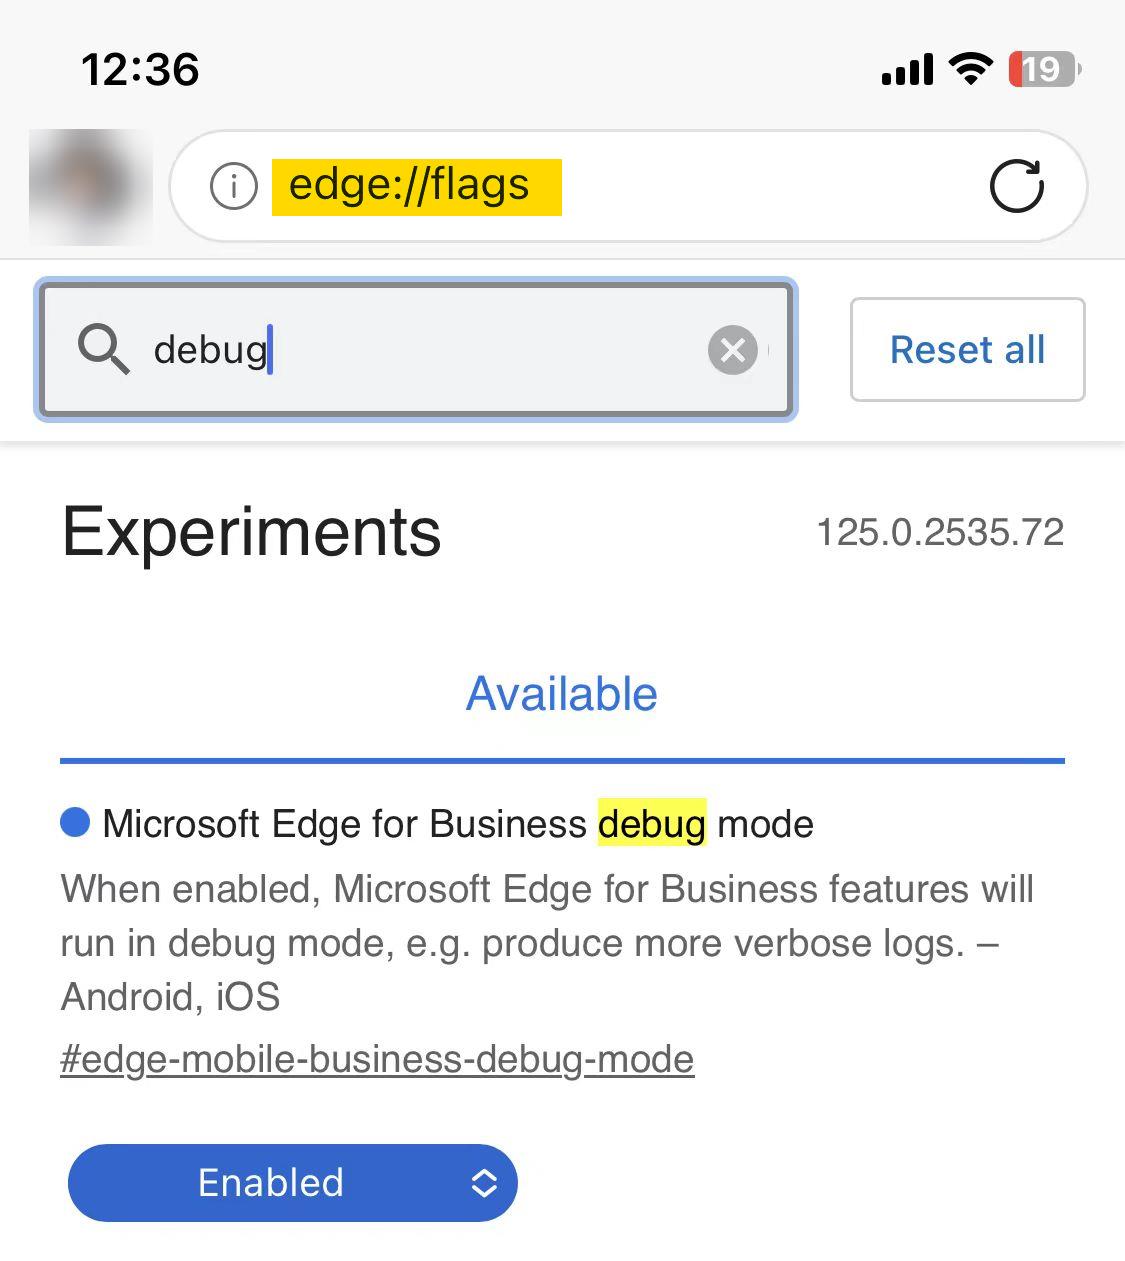 12:36
19
edge://flags
debug
Reset all
Experiments
125.0.2535.72
Available
Microsoft Edge for Business debug mode
When enabled, Microsoft Edge for Business features will
run in debug mode, e.g. produce more verbose logs. –
Android, iOS
#edge-mobile-business-debug-mode
Enabled